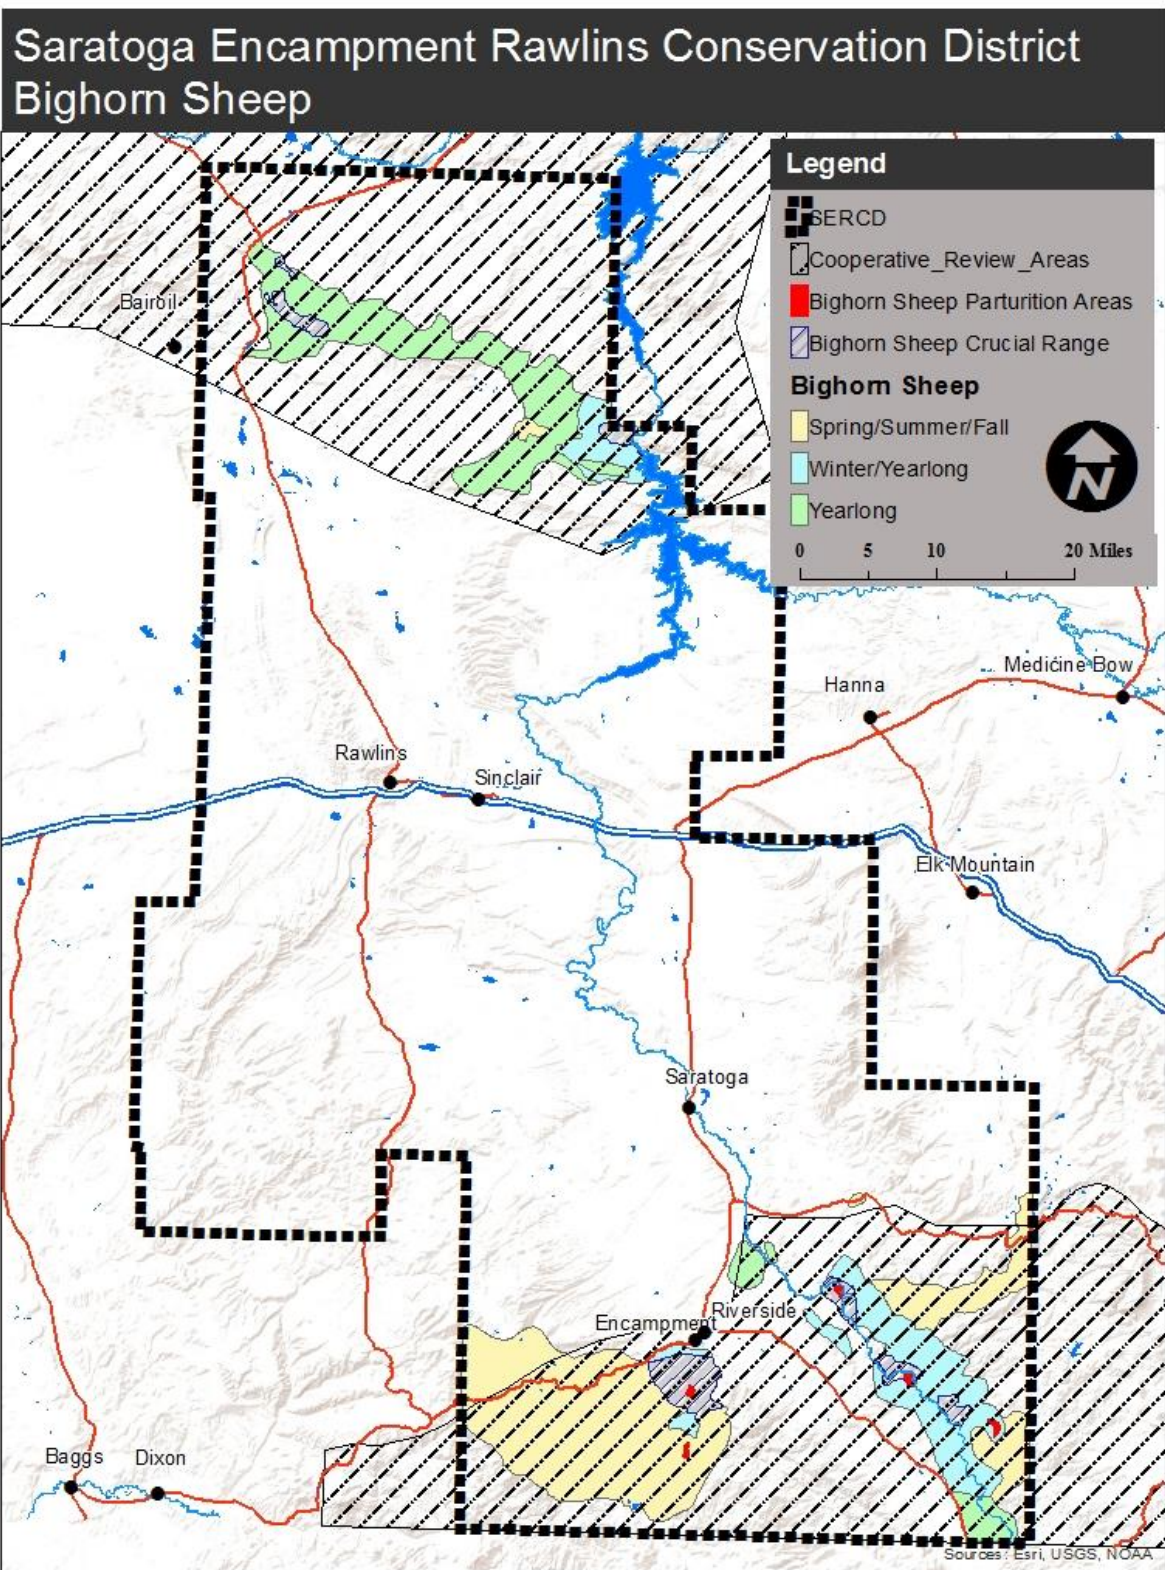 Saratoga Encampment Rawlins Conservation District
Bighorn Sheep
Legend
SERCD
Cooperative_Review_Areas
Bighorn Sheep Parturition Areas
Bighorn Sheep Crucial Range
Bighorn Sheep
Spring/Summer/Fall
Winter/Yearlong
Yearlong
N
0 5 10 20 Miles
Bairoil
Medicine Bow
Hanna
Rawlins
Sinclair
Elk Mountain
Saratoga
Riverside
Encampment
Baggs
Dixon
Sources: Esri, USGS, NOAA